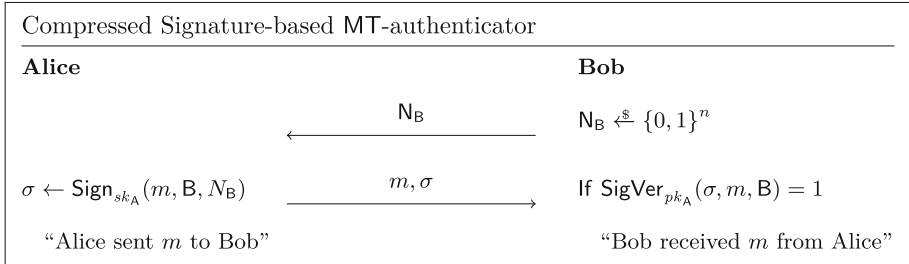 Compressed Signature-based MT-authenticator
Alice Bob
N_B N_B ←$ {0, 1}^n
σ ← Sign_{sk_A}(m, B, N_B) m, σ If SigVer_{pk_A}(σ, m, B) = 1
“Alice sent m to Bob” “Bob received m from Alice”